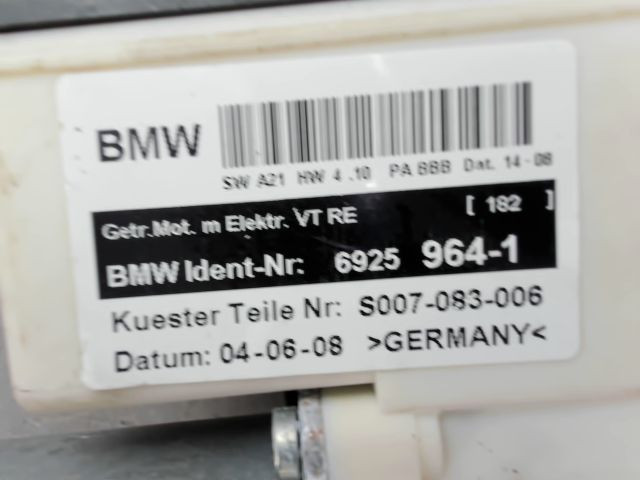 BMW
SW A21 HW 4.10 PA BBB Dat. 14-08
Getr.Mot. m Elektr. VT RE [ 182 ]
BMW Ident-Nr: 6925 964-1
Kuester Teile Nr: S007-083-006
Datum: 04-06-08 >GERMANY<